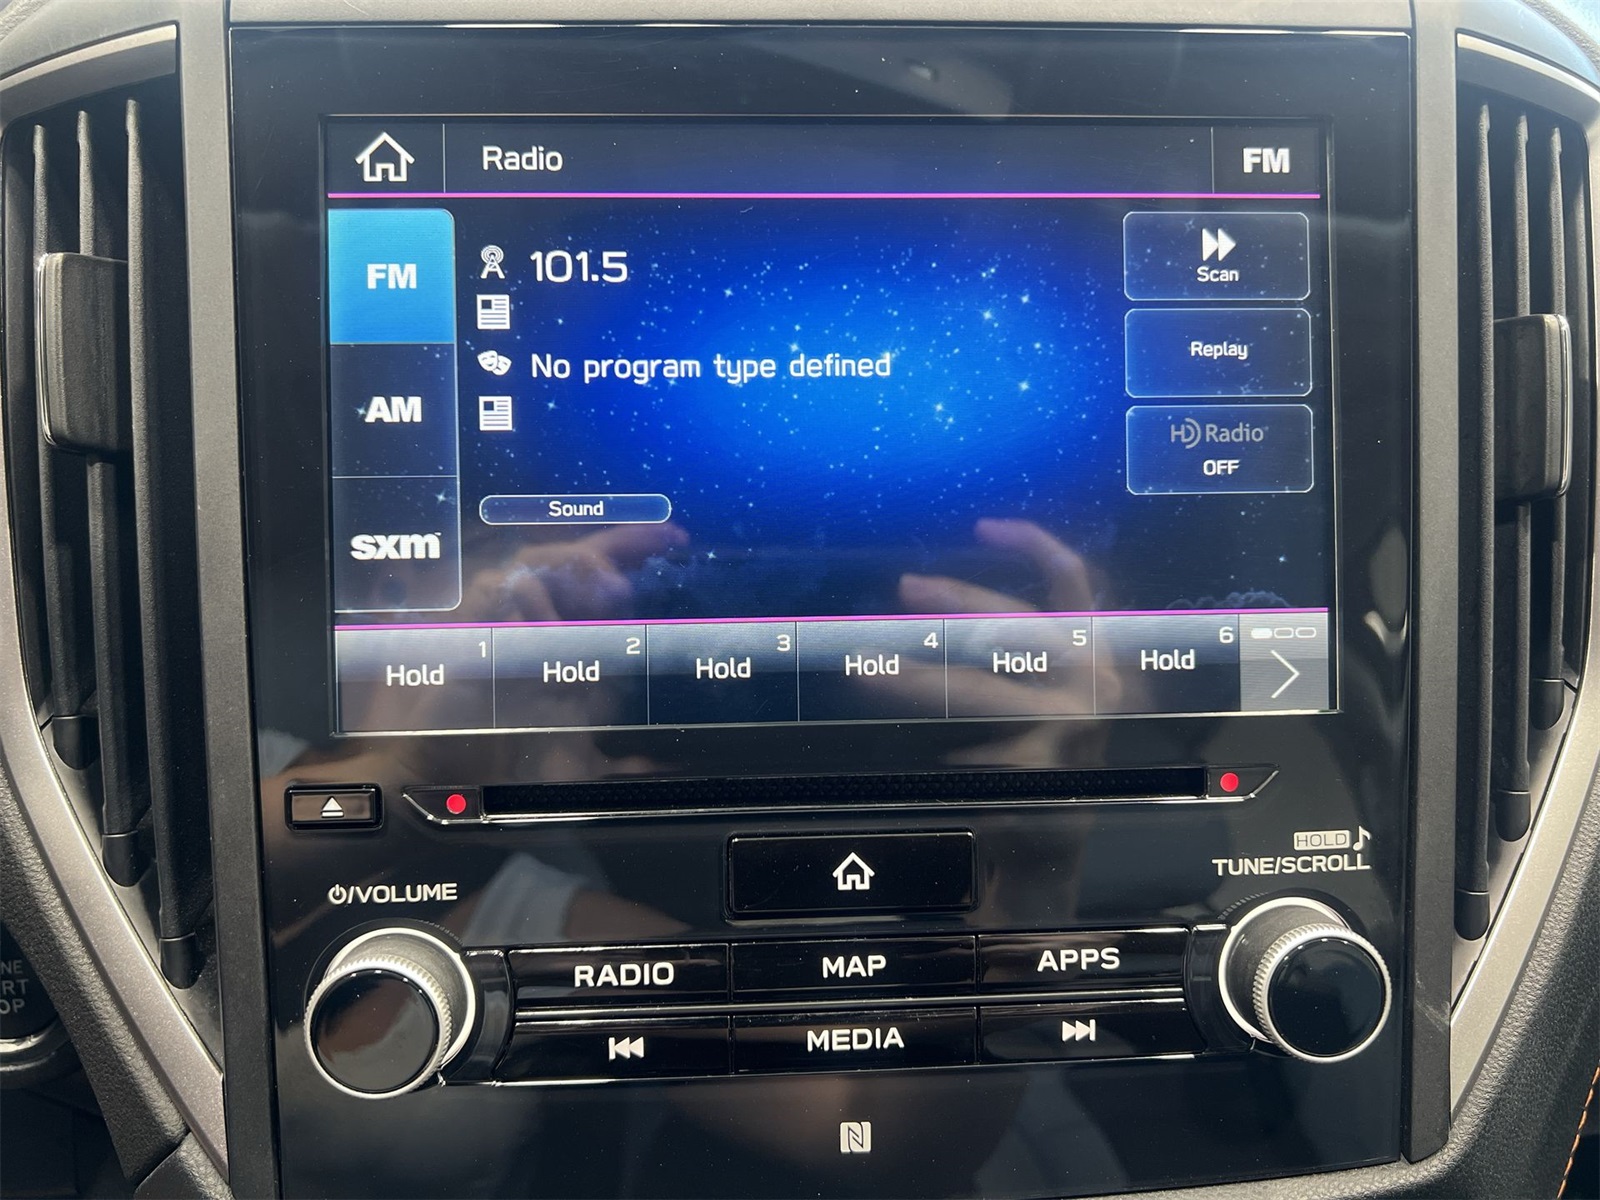 Radio
FM
FM
101.5
Scan
Replay
No program type defined
AM
HD Radio
OFF
Sound
sxm
1
Hold
2
Hold
3
Hold
4
Hold
5
Hold
6
Hold
HOLD
TUNE/SCROLL
/VOLUME
RADIO
MAP
APPS
MEDIA
N